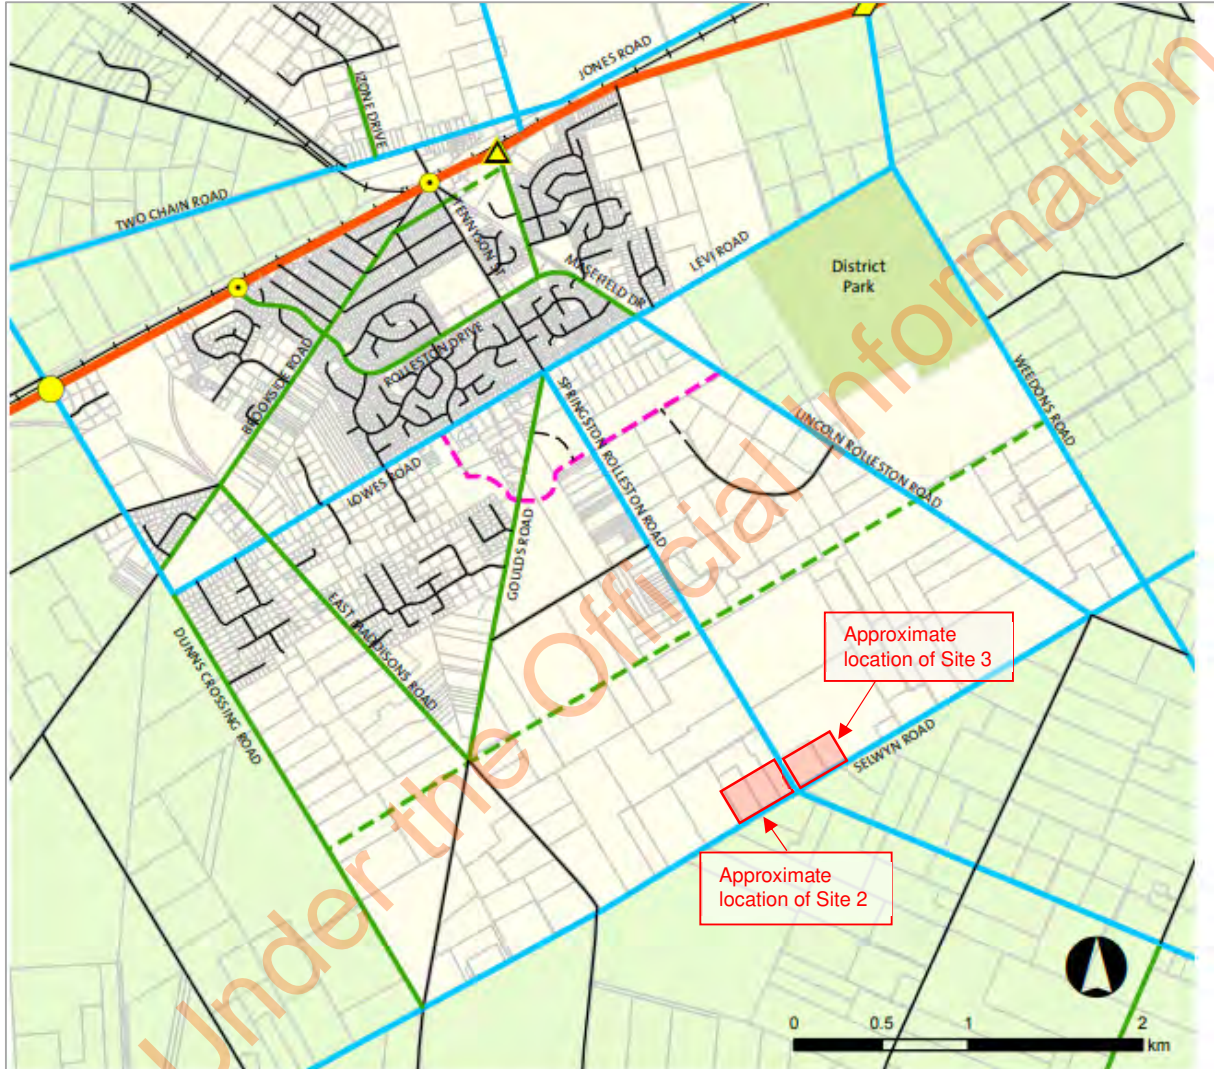 JONES ROAD
IZONE DRIVE
TWO CHAIN ROAD
TENNYSON ST
MASEFIELD DR
LEVI ROAD
District
Park
ROLLESTON DRIVE
BROOKSIDE ROAD
SPRINGSTON ROLLESTON ROAD
WEEDONS ROAD
LINCOLN ROLLESTON ROAD
LOWES ROAD
GOULDS ROAD
EAST MADDISONS ROAD
DUNNS CROSSING ROAD
Approximate
location of Site 3
SELWYN ROAD
Approximate
location of Site 2
0 0.5 1 2
km
Under the Official Information